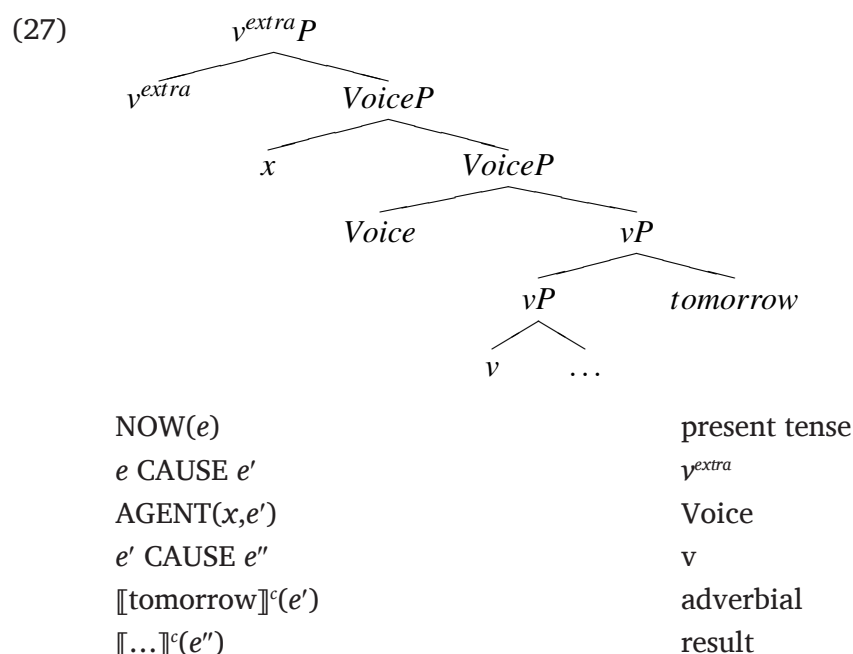 (27)
v^extra P
v^extra VoiceP
x VoiceP
Voice vP
vP tomorrow
v ...
NOW(e) present tense
e CAUSE e′ v^extra
AGENT(x,e′) Voice
e′ CAUSE e″ v
⟦tomorrow⟧ᶜ(e′) adverbial
⟦…⟧ᶜ(e″) result